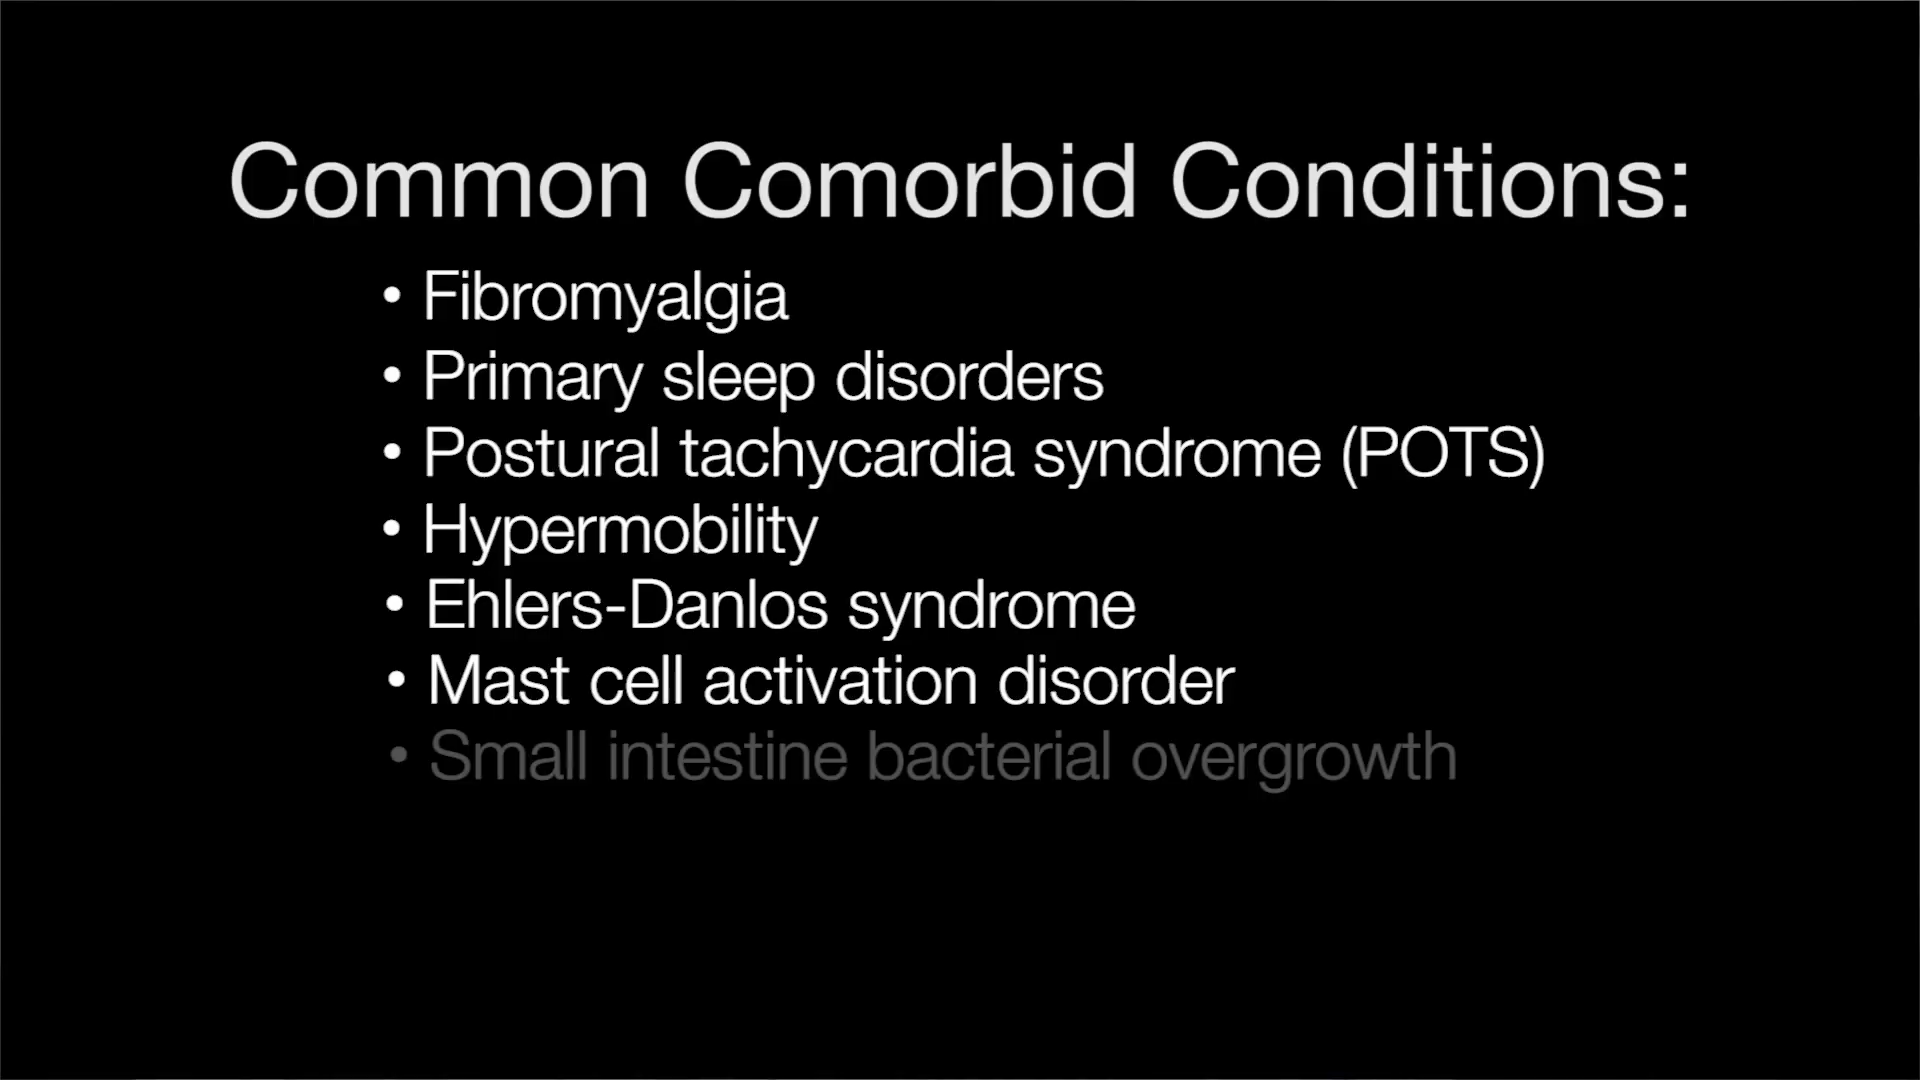 Common Comorbid Conditions:
• Fibromyalgia
• Primary sleep disorders
• Postural tachycardia syndrome (POTS)
• Hypermobility
• Ehlers-Danlos syndrome
• Mast cell activation disorder
• Small intestine bacterial overgrowth